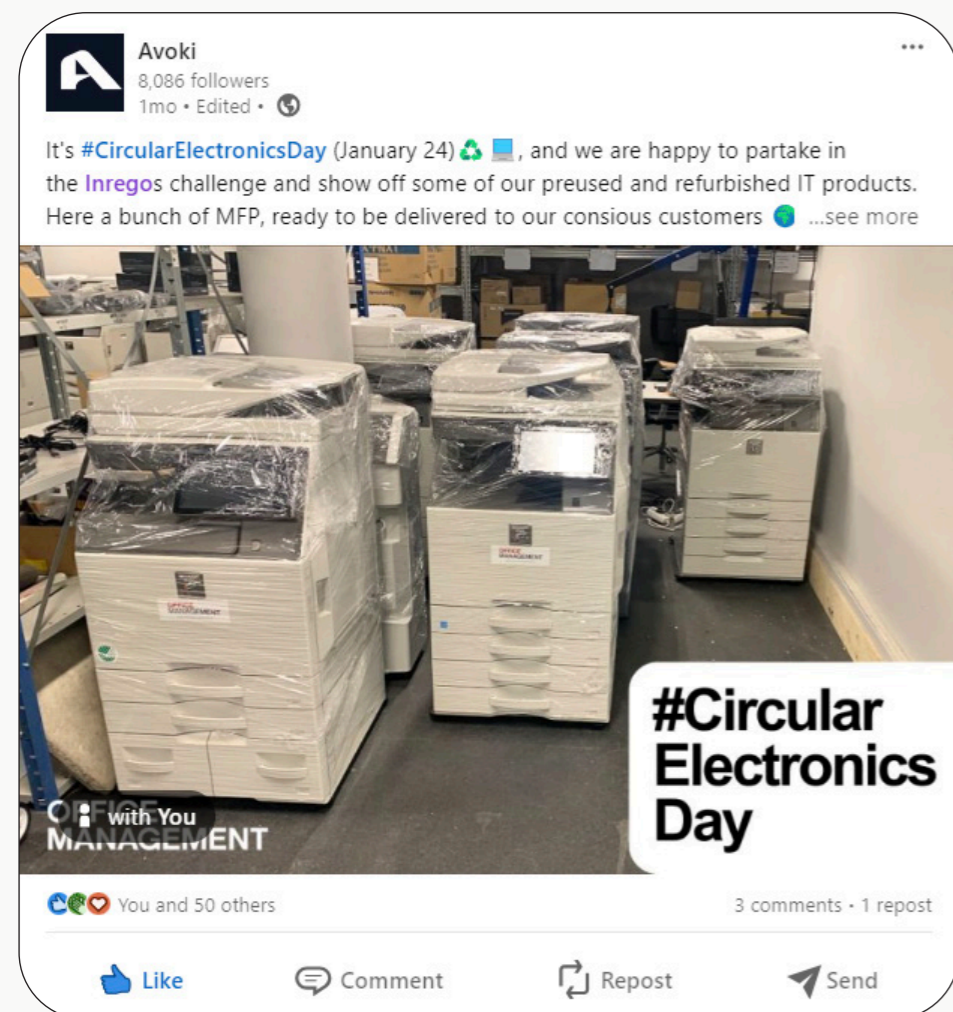 Avoki
8,086 followers
1mo • Edited •
It's #CircularElectronicsDay (January 24) ♻️ 💻, and we are happy to partake in
the Inregos challenge and show off some of our preused and refurbished IT products.
Here a bunch of MFP, ready to be delivered to our consious customers 🌍 ...see more
OFFICE
MANAGEMENT
OFFICE
MANAGEMENT
#Circular
Electronics
Day
OFFICE
with You
MANAGEMENT
You and 50 others
3 comments • 1 repost
Like
Comment
Repost
Send